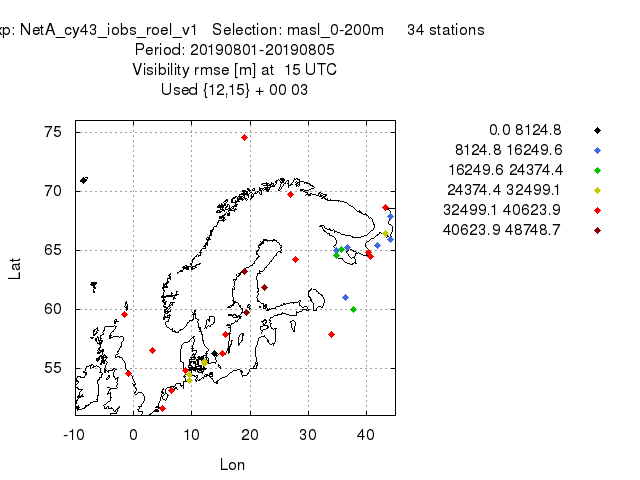 xp: NetA_cy43_iobs_roel_v1 Selection: masl_0-200m 34 stations
Period: 20190801-20190805
Visibility rmse [m] at 15 UTC
Used {12,15} + 00 03
0.0 8124.8
8124.8 16249.6
16249.6 24374.4
24374.4 32499.1
32499.1 40623.9
40623.9 48748.7
75
70
65
60
55
Lat
-10 0 10 20 30 40
Lon